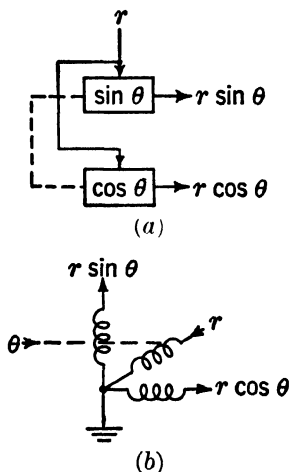 r
sin θ r sin θ
cos θ r cos θ
(a)
r sin θ
θ r
r cos θ
(b)